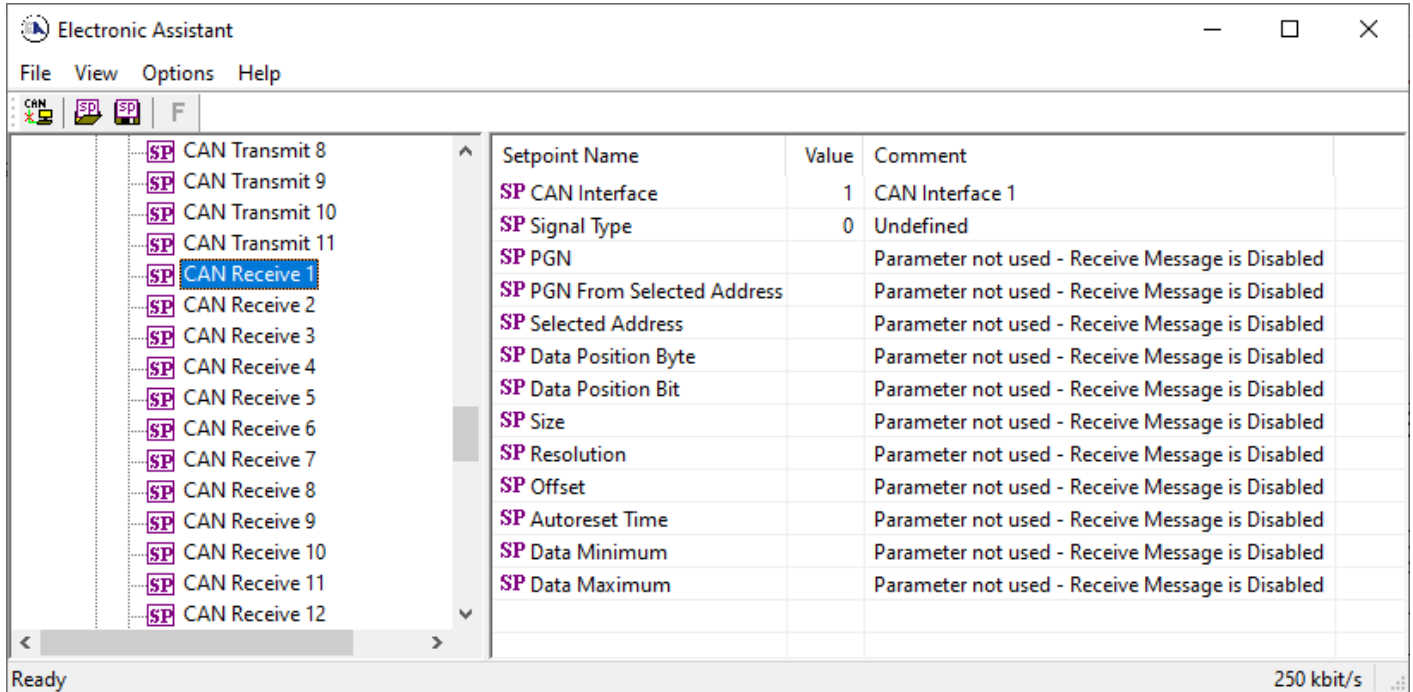 Electronic Assistant
File View Options Help
CAN SP SP F
SP CAN Transmit 8
SP CAN Transmit 9
SP CAN Transmit 10
SP CAN Transmit 11
SP CAN Receive 1
SP CAN Receive 2
SP CAN Receive 3
SP CAN Receive 4
SP CAN Receive 5
SP CAN Receive 6
SP CAN Receive 7
SP CAN Receive 8
SP CAN Receive 9
SP CAN Receive 10
SP CAN Receive 11
SP CAN Receive 12
Setpoint Name Value Comment
SP CAN Interface 1 CAN Interface 1
SP Signal Type 0 Undefined
SP PGN Parameter not used - Receive Message is Disabled
SP PGN From Selected Address Parameter not used - Receive Message is Disabled
SP Selected Address Parameter not used - Receive Message is Disabled
SP Data Position Byte Parameter not used - Receive Message is Disabled
SP Data Position Bit Parameter not used - Receive Message is Disabled
SP Size Parameter not used - Receive Message is Disabled
SP Resolution Parameter not used - Receive Message is Disabled
SP Offset Parameter not used - Receive Message is Disabled
SP Autoreset Time Parameter not used - Receive Message is Disabled
SP Data Minimum Parameter not used - Receive Message is Disabled
SP Data Maximum Parameter not used - Receive Message is Disabled
Ready 250 kbit/s